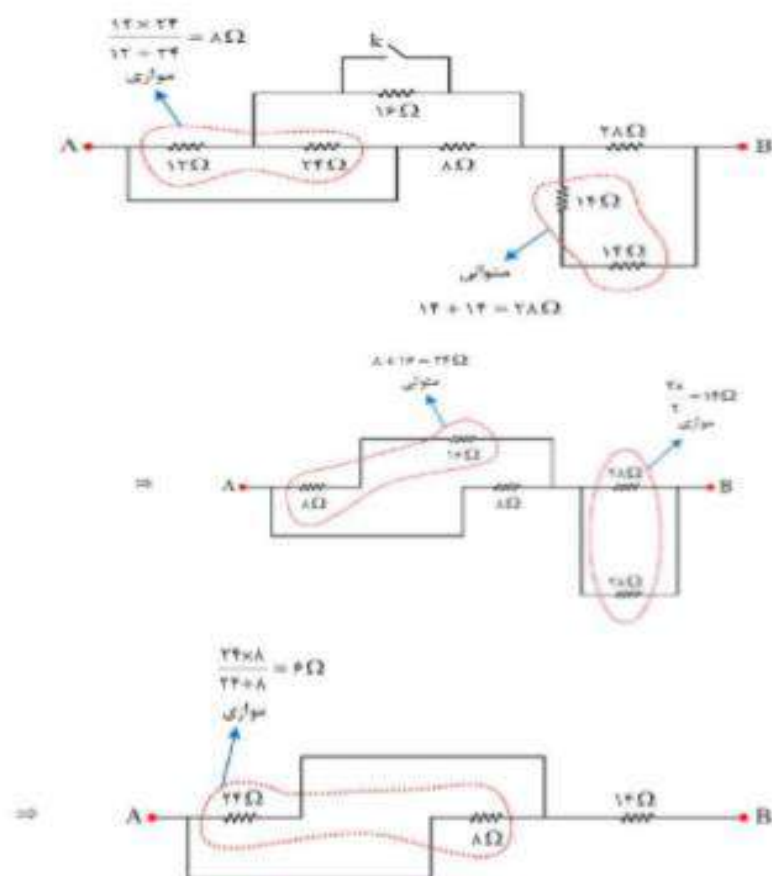 ۱۲ × ۲۴
۱۲ + ۲۴ = ۸Ω
موازی
k
۱۶Ω
A ۱۲Ω ۲۴Ω ۸Ω ۲۸Ω B
۱۴Ω
۱۴Ω
متوالی
۱۴ + ۱۴ = ۲۸Ω
۸ + ۱۶ = ۲۴Ω
متوالی
۲۸
۲ = ۱۴Ω
موازی
۱۶Ω
⇒ A ۸Ω ۸Ω ۲۸Ω B
۲۸Ω
۲۴×۸
۲۴+۸ = ۶Ω
موازی
⇒ A ۲۴Ω ۸Ω ۱۴Ω B